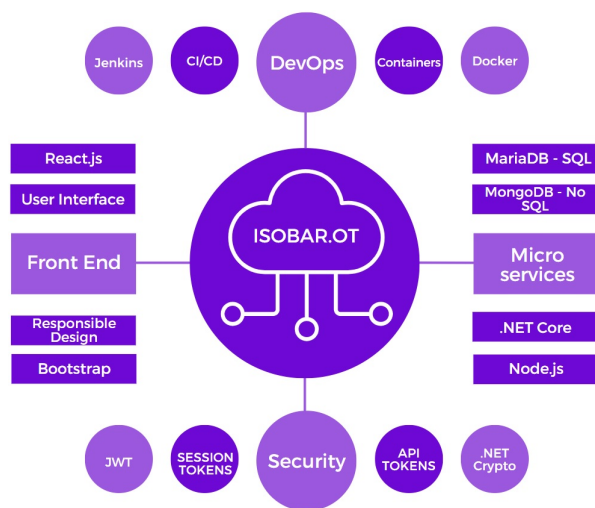 Jenkins
CI/CD
DevOps
Containers
Docker
React.js
User Interface
Front End
Responsible
Design
Bootstrap
ISOBAR.OT
MariaDB - SQL
MongoDB - No
SQL
Micro
services
.NET Core
Node.js
JWT
SESSION
TOKENS
Security
API
TOKENS
.NET
Crypto